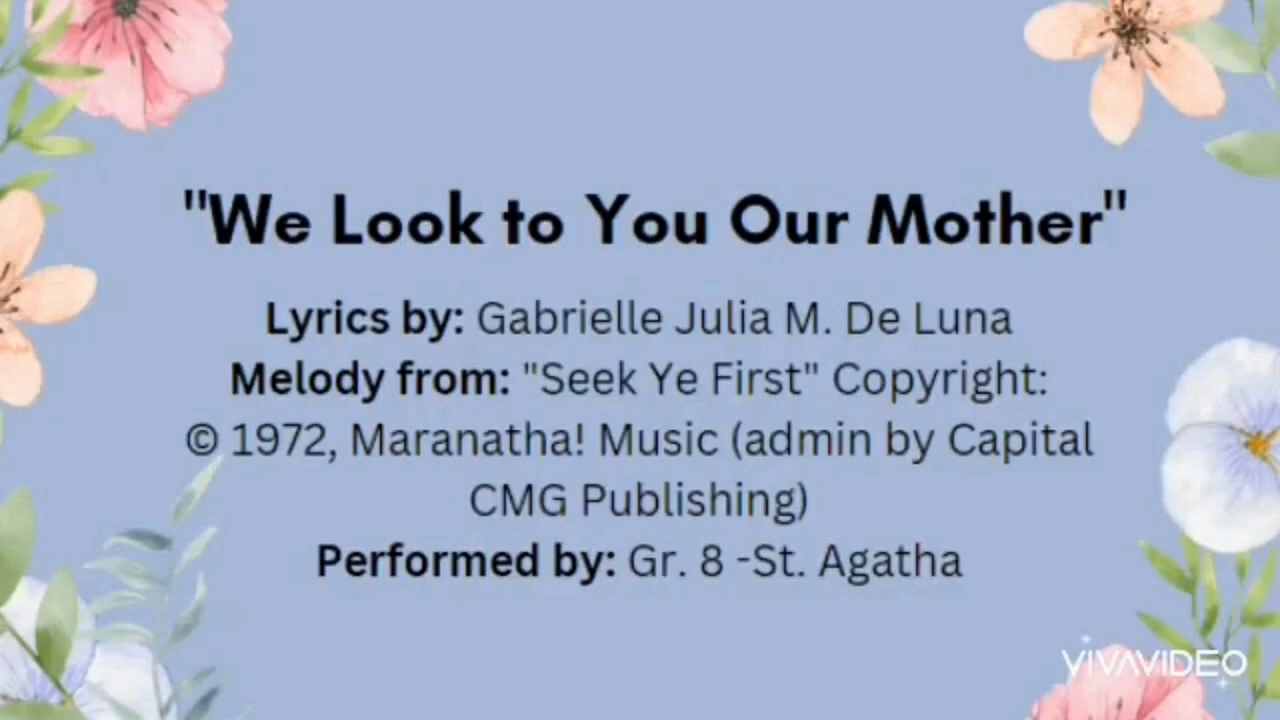 "We Look to You Our Mother"
Lyrics by: Gabrielle Julia M. De Luna
Melody from: "Seek Ye First" Copyright:
© 1972, Maranatha! Music (admin by Capital
CMG Publishing)
Performed by: Gr. 8 -St. Agatha
VIVAVIDEO